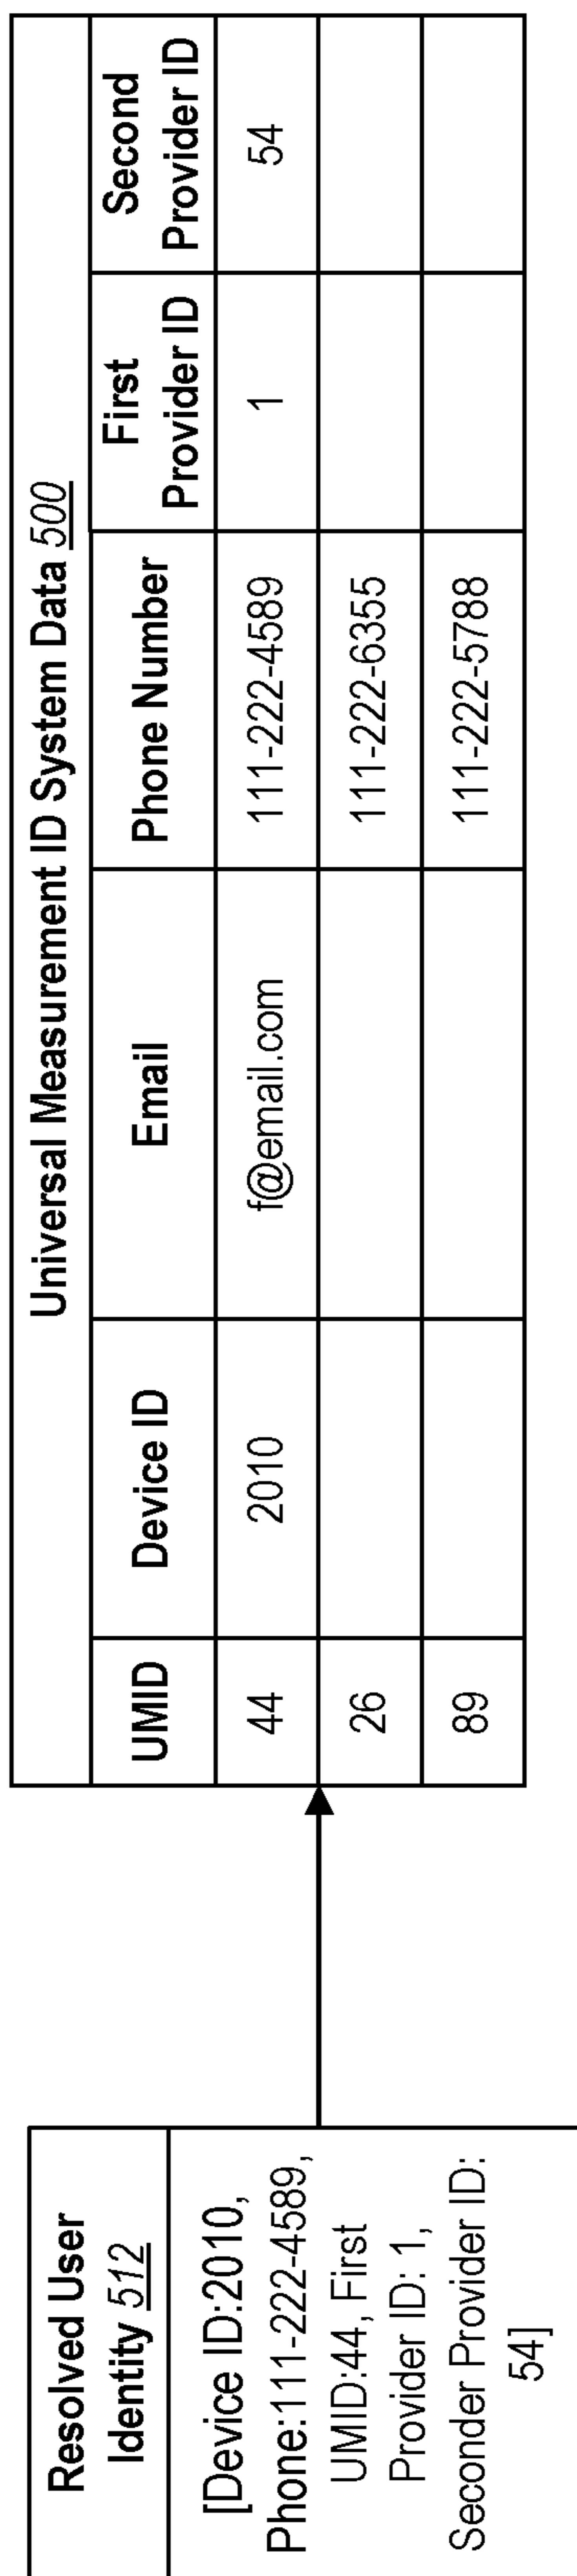 Resolved User
Identity 512
[Device ID:2010,
Phone:111-222-4589,
UMID:44, First
Provider ID: 1,
Seconder Provider ID:
54]
Universal Measurement ID System Data 500
UMID Device ID Email Phone Number First Provider ID Second Provider ID
44 2010 f@email.com 111-222-4589 1 54
26 111-222-6355
89 111-222-5788